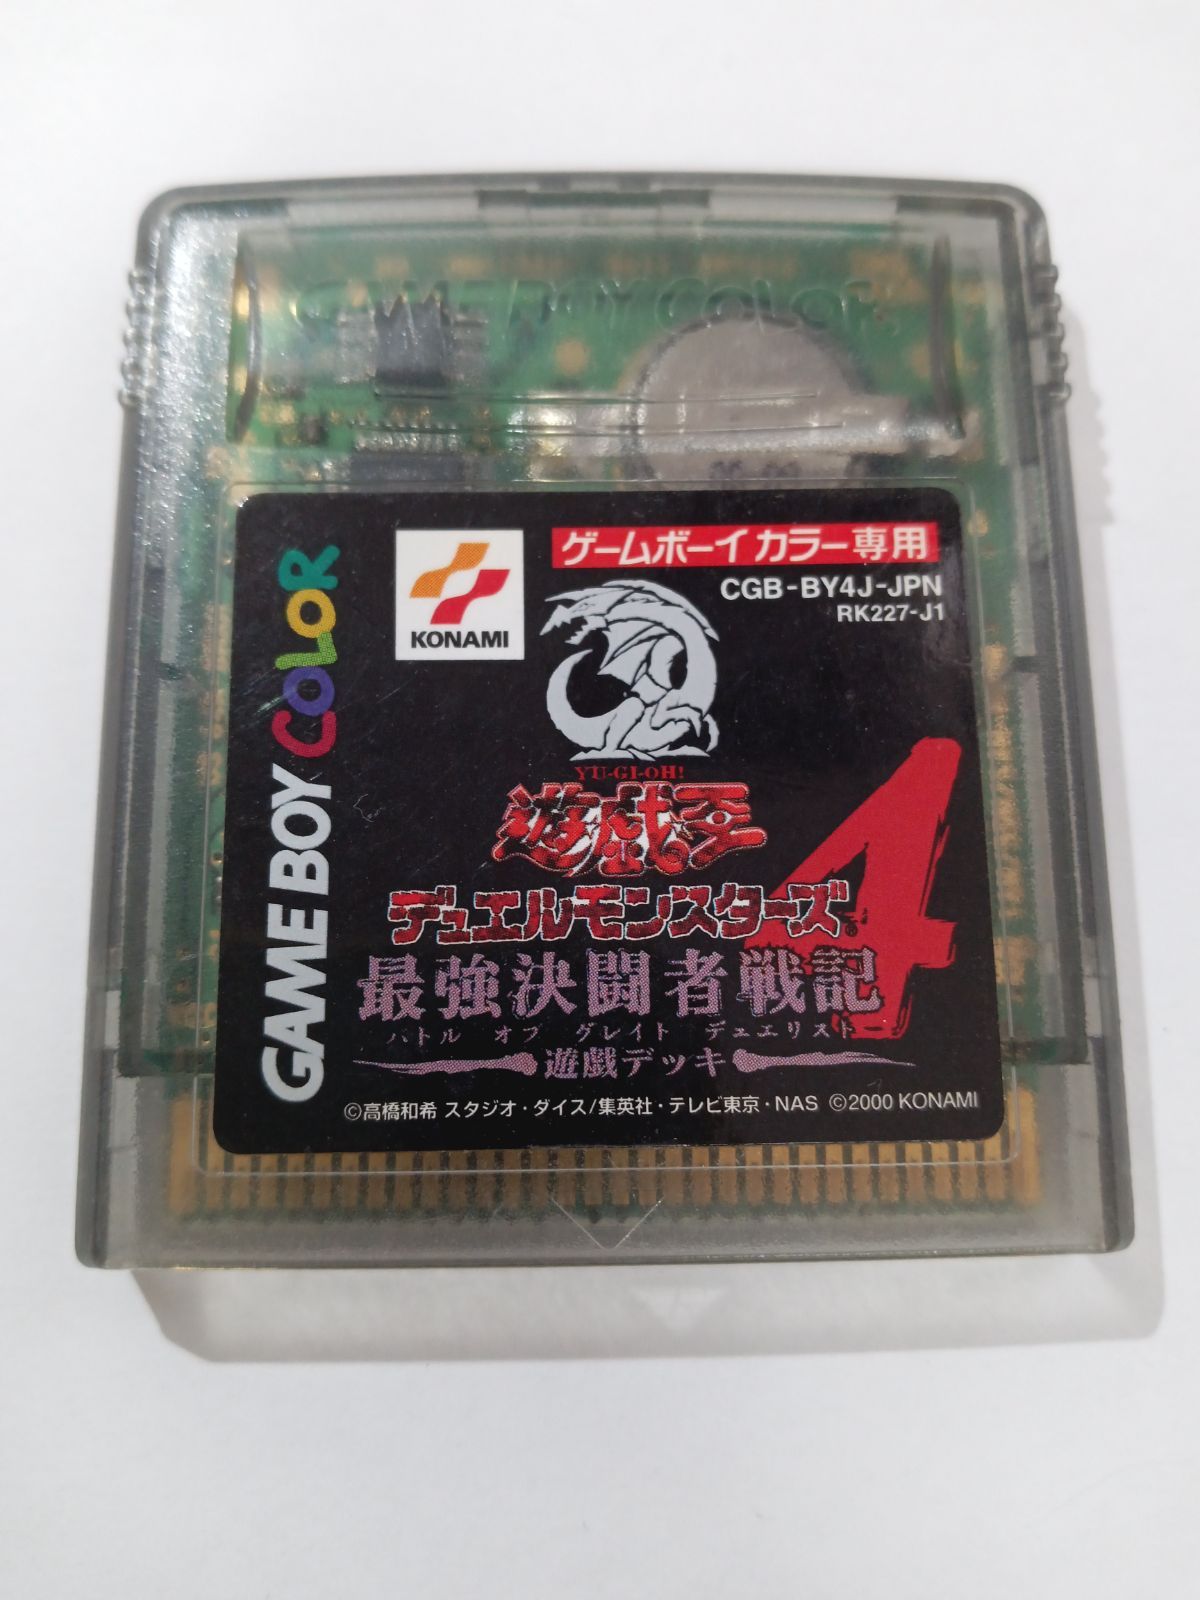 GAME BOY COLOR
GAME BOY COLOR
KONAMI
ゲームボーイカラー専用
CGB-BY4J-JPN
RK227-J1
YU-GI-OH!
遊戯王
デュエルモンスターズ®
4
最強決闘者戦記
バトル オブ グレイト デュエリスト
遊戯デッキ
©高橋和希 スタジオ・ダイス/集英社・テレビ東京・NAS ©2000 KONAMI